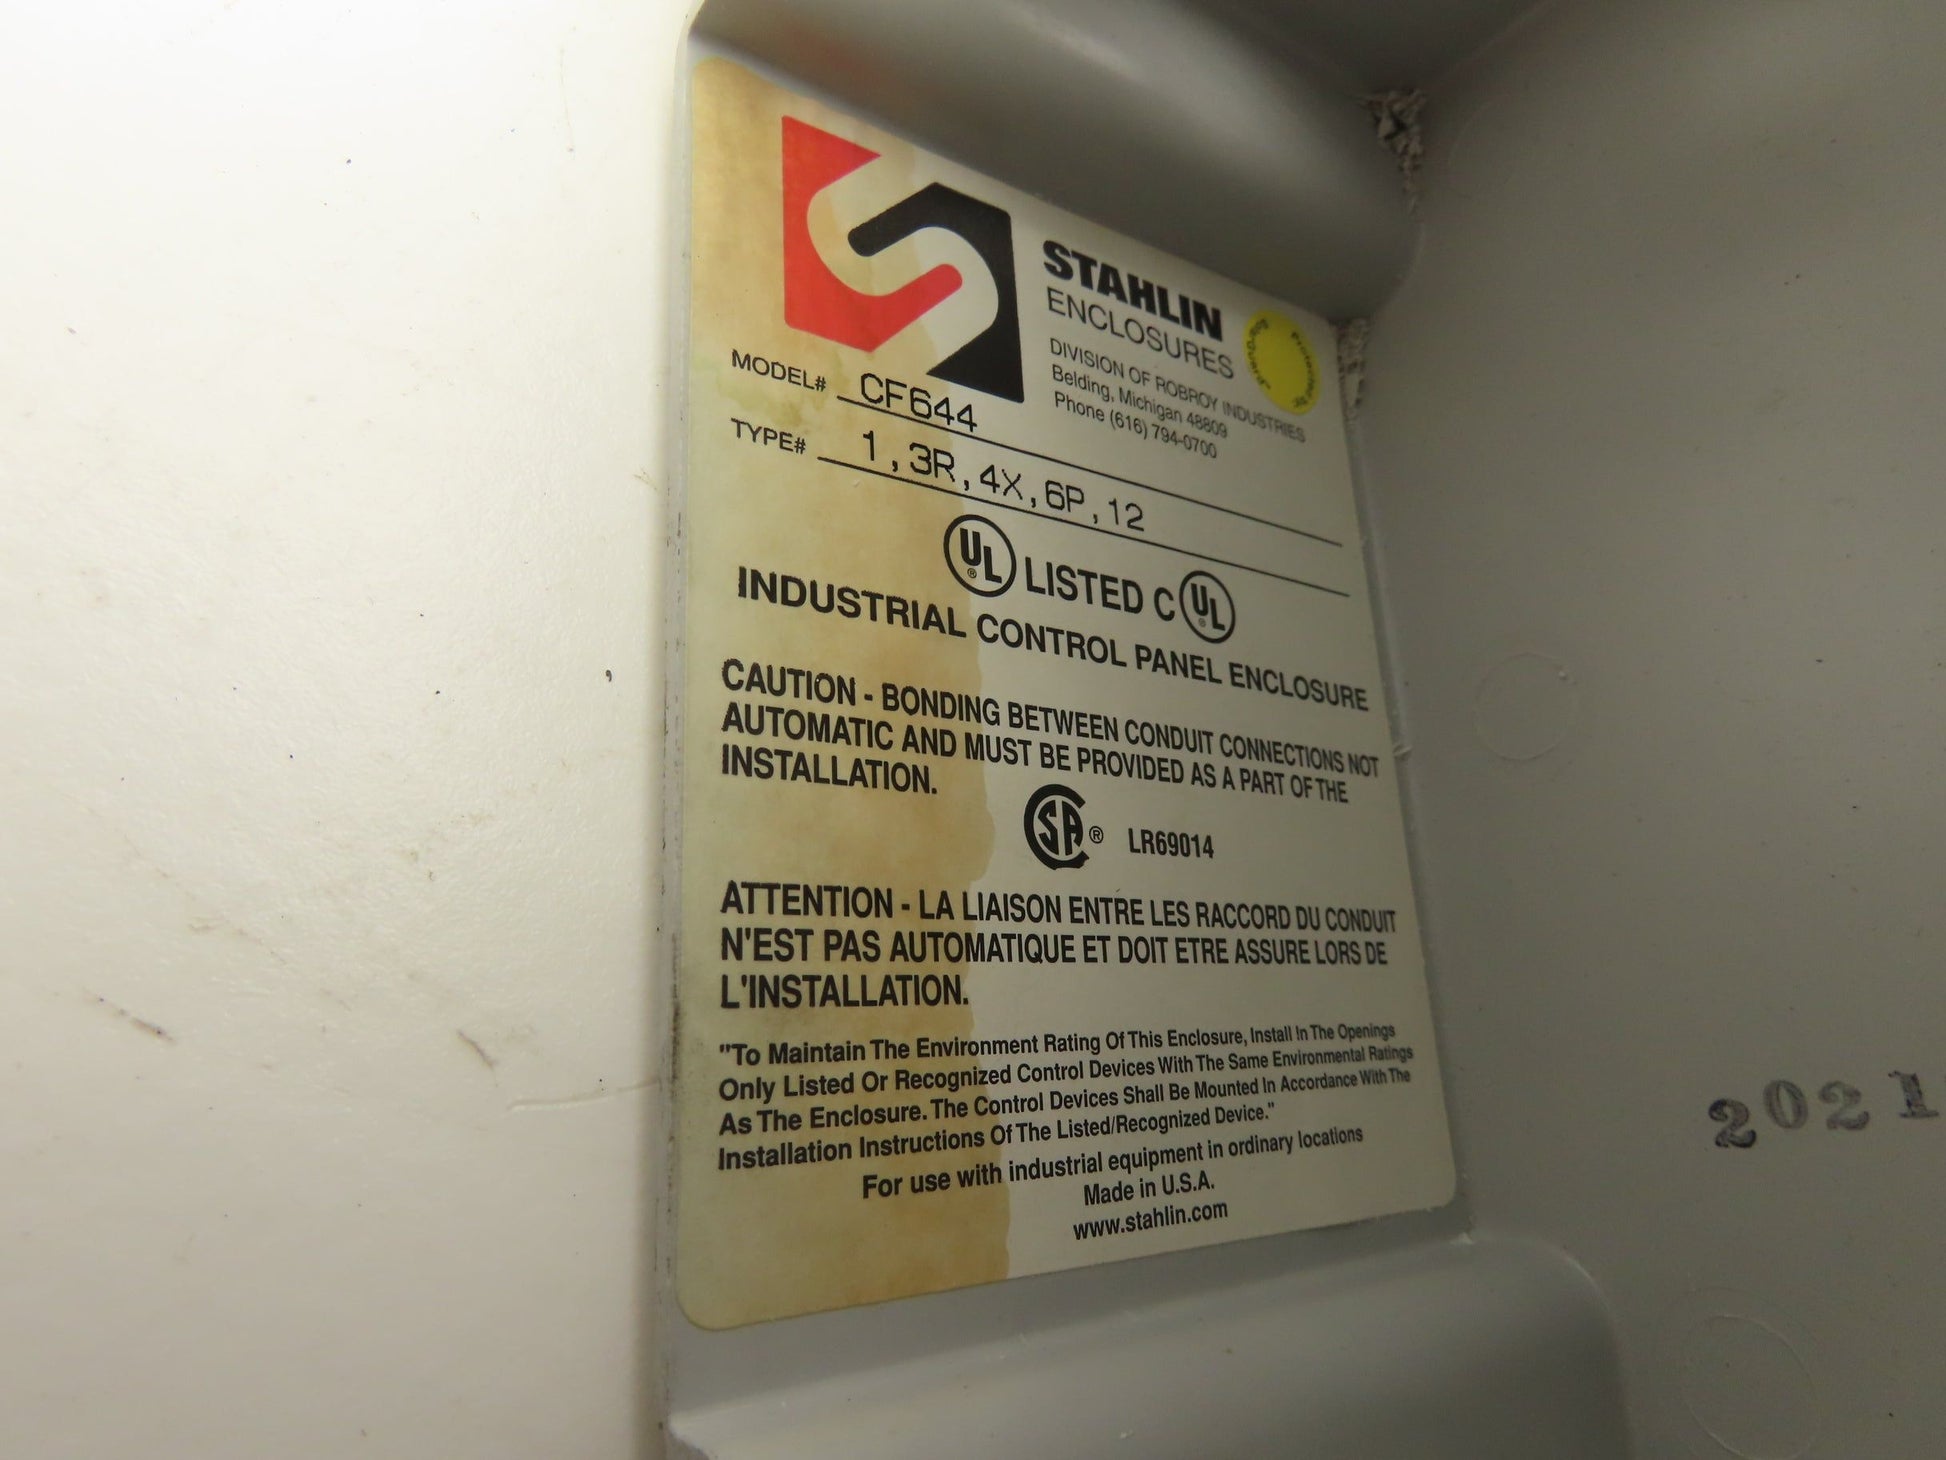 STAHLIN
ENCLOSURES
DIVISION OF ROBROY INDUSTRIES
Belding, Michigan 48809
Phone (616) 794-0700
MODEL# CF644
TYPE# 1,3R,4X,6P,12
UL® LISTED C UL®
INDUSTRIAL CONTROL PANEL ENCLOSURE
CAUTION - BONDING BETWEEN CONDUIT CONNECTIONS NOT
AUTOMATIC AND MUST BE PROVIDED AS A PART OF THE
INSTALLATION.
SA® LR69014
ATTENTION - LA LIAISON ENTRE LES RACCORD DU CONDUIT
N'EST PAS AUTOMATIQUE ET DOIT ETRE ASSURE LORS DE
L'INSTALLATION.
"To Maintain The Environment Rating Of This Enclosure, Install In The Openings
Only Listed Or Recognized Control Devices With The Same Environmental Ratings
As The Enclosure. The Control Devices Shall Be Mounted In Accordance With The
Installation Instructions Of The Listed/Recognized Device."
For use with industrial equipment in ordinary locations
Made in U.S.A.
www.stahlin.com
2021